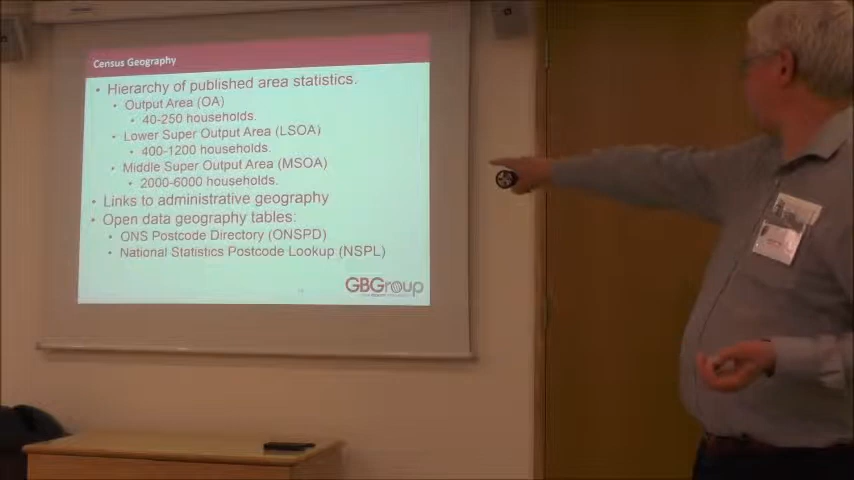 Census Geography
• Hierarchy of published area statistics.
• Output Area (OA)
• 40-250 households.
• Lower Super Output Area (LSOA)
• 400-1200 households.
• Middle Super Output Area (MSOA)
• 2000-6000 households.
• Links to administrative geography
• Open data geography tables:
• ONS Postcode Directory (ONSPD)
• National Statistics Postcode Lookup (NSPL)
GBGroup